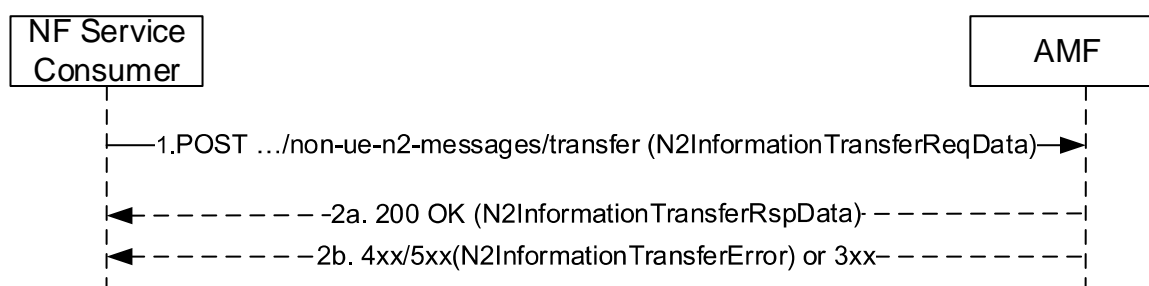 NF Service
Consumer
AMF
1.POST …/non-ue-n2-messages/transfer (N2InformationTransferReqData)
2a. 200 OK (N2InformationTransferRspData)
2b. 4xx/5xx(N2InformationTransferError) or 3xx